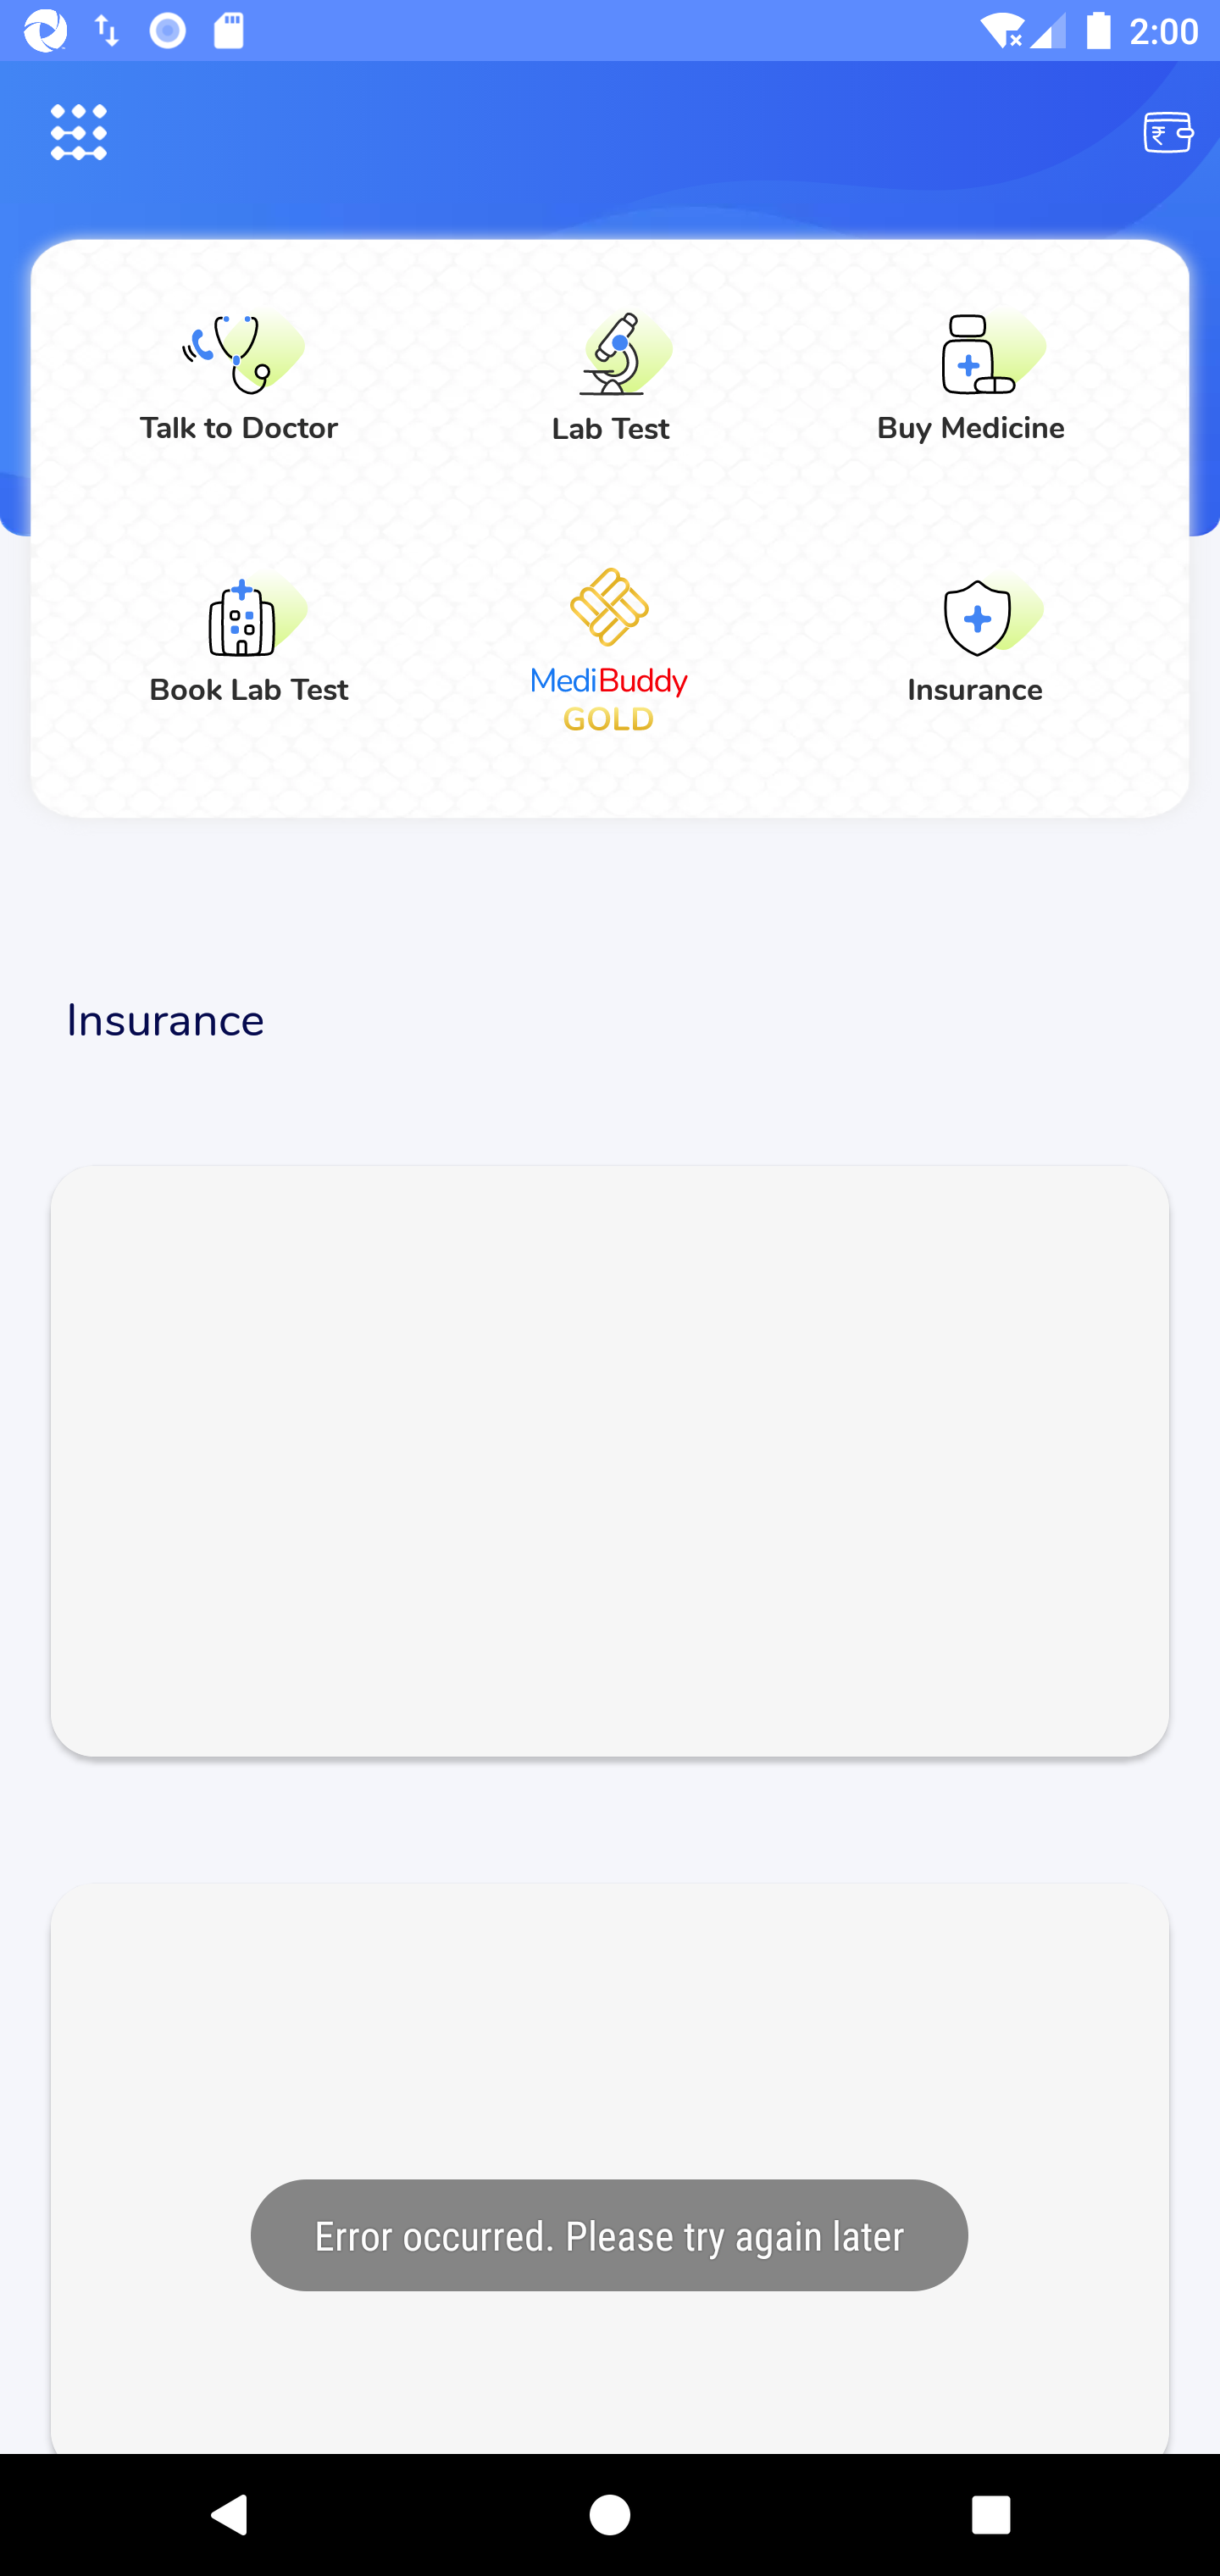 2:00
Talk to Doctor
Lab Test
Buy Medicine
Book Lab Test
MediBuddy
GOLD
Insurance
Insurance
Error occurred. Please try again later